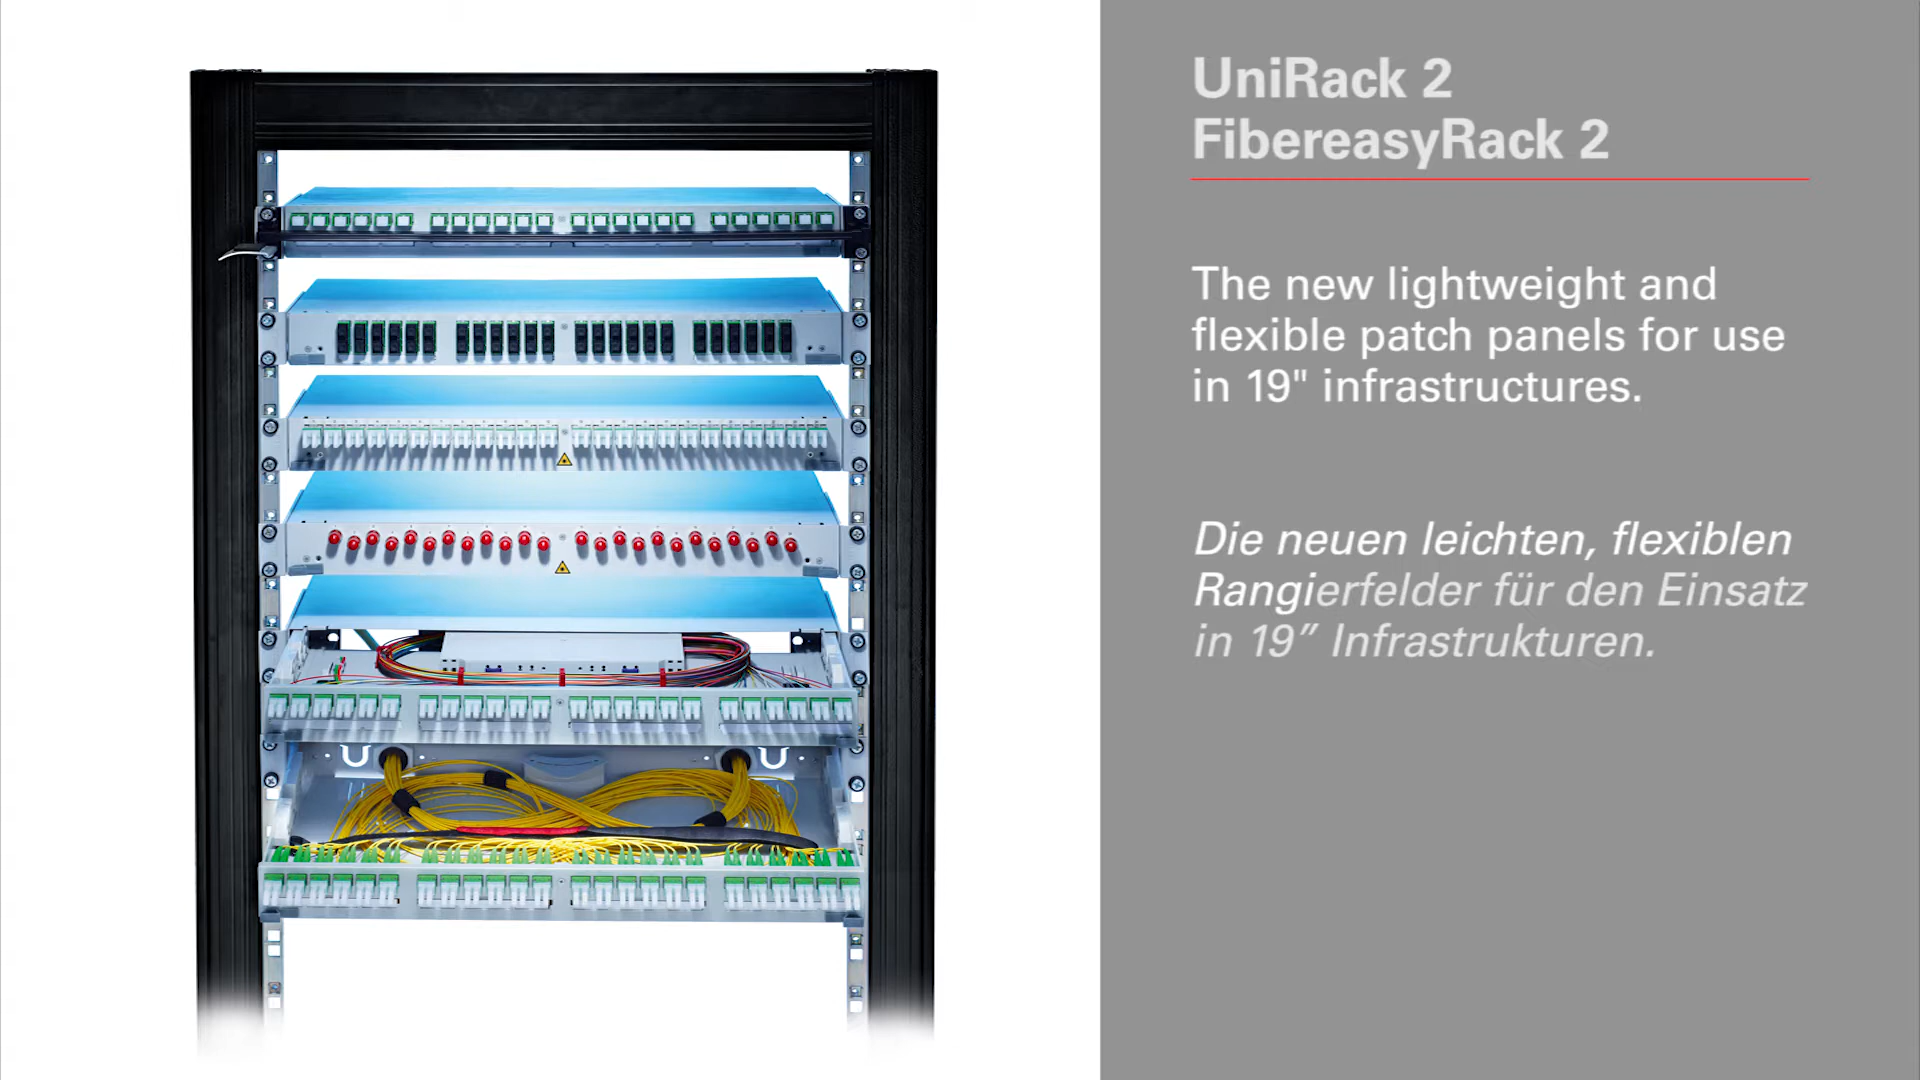 UniRack 2
FibereasyRack 2
The new lightweight and
flexible patch panels for use
in 19" infrastructures.
Die neuen leichten, flexiblen
Rangierfelder für den Einsatz
in 19″ Infrastrukturen.